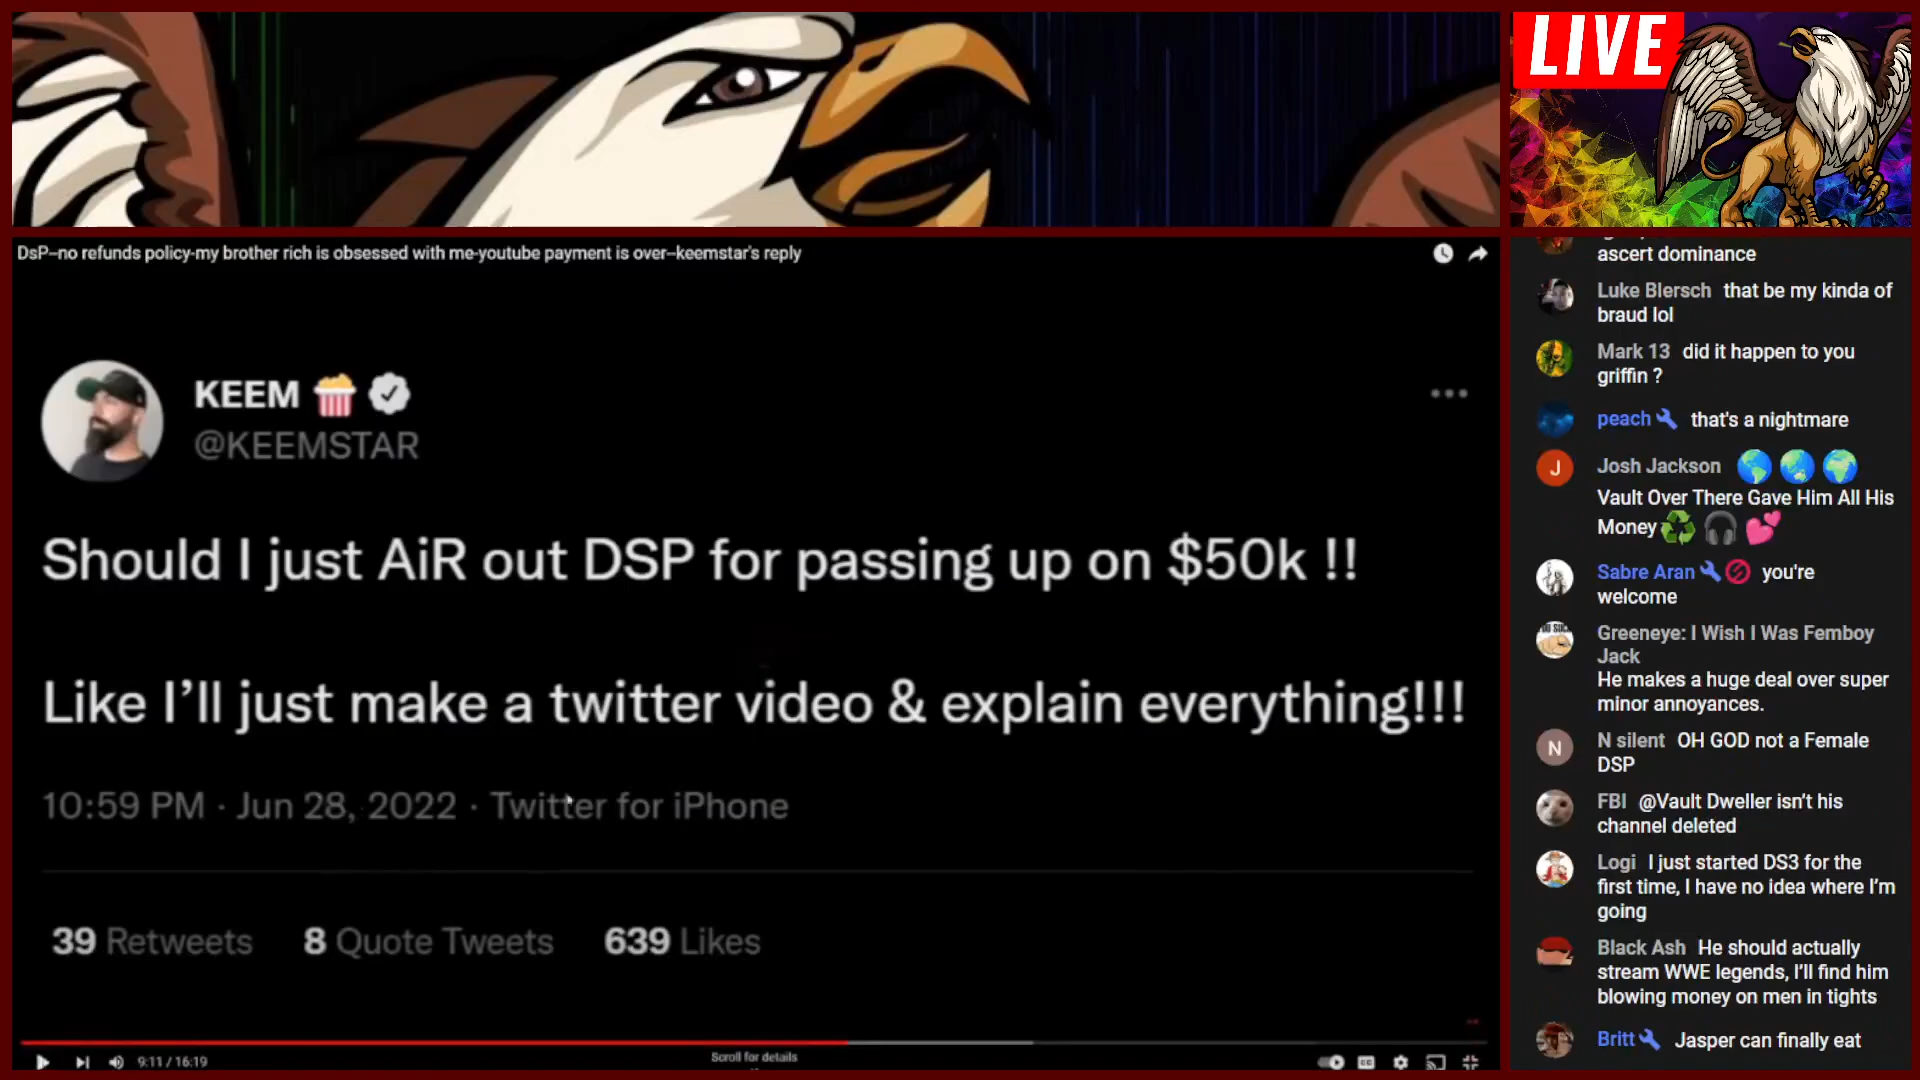 LIVE
DsP--no refunds policy-my brother rich is obsessed with me-youtube payment is over--keemstar's reply
KEEM
@KEEMSTAR
Should I just AiR out DSP for passing up on $50k !!
Like I’ll just make a twitter video & explain everything!!!
10:59 PM · Jun 28, 2022 · Twitter for iPhone
39 Retweets 8 Quote Tweets 639 Likes
9:11 / 16:19
Scroll for details
ascert dominance
Luke Blersch that be my kinda of
braud lol
Mark 13 did it happen to you
griffin ?
peach that's a nightmare
J
Josh Jackson 🌎 🌏 🌍
Vault Over There Gave Him All His
Money ♻️ 🎧 💕
Sabre Aran you're
welcome
Greeneye: I Wish I Was Femboy
Jack
He makes a huge deal over super
minor annoyances.
N
N silent OH GOD not a Female
DSP
FBI @Vault Dweller isn’t his
channel deleted
Logi I just started DS3 for the
first time, I have no idea where I’m
going
Black Ash He should actually
stream WWE legends, I’ll find him
blowing money on men in tights
Britt Jasper can finally eat